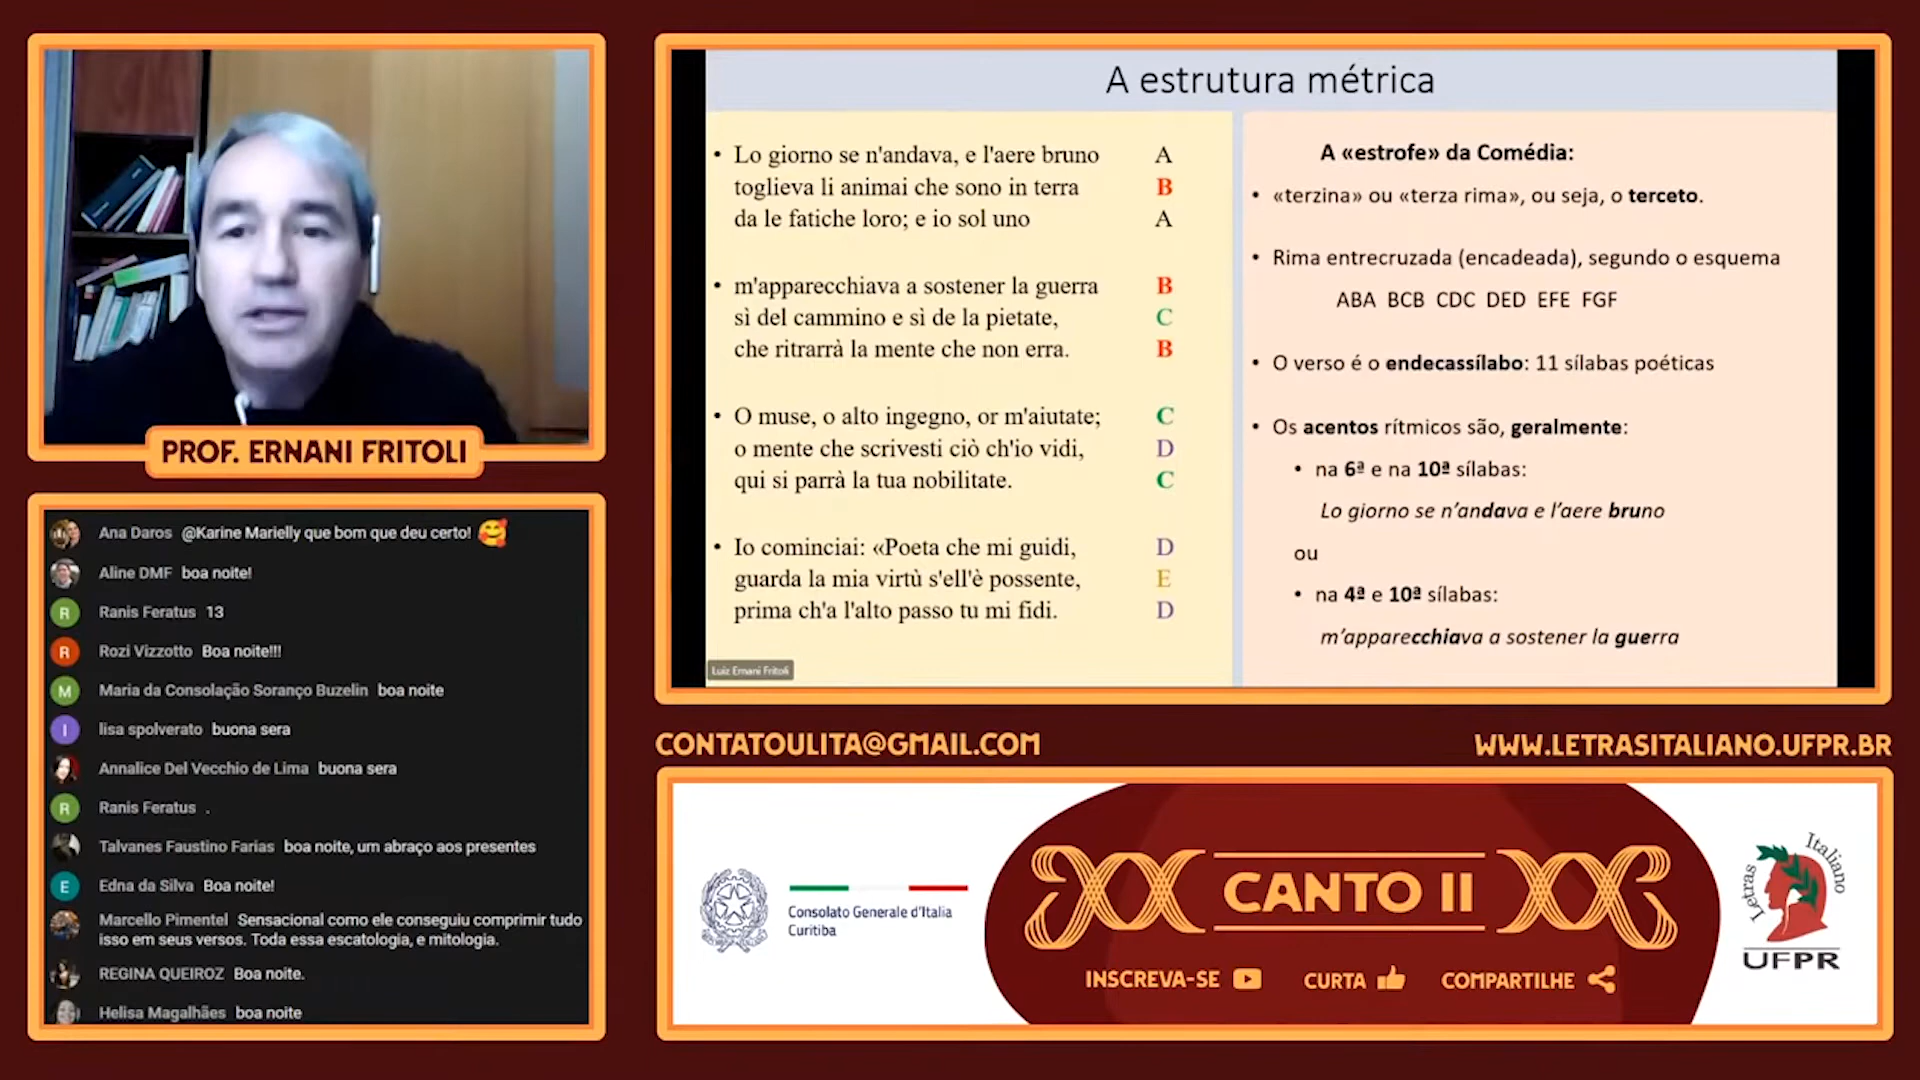 PROF. ERNANI FRITOLI
Ana Daros @Karine Marielly que bom que deu certo! 🥰
Aline DMF boa noite!
R Ranis Feratus 13
R Rozi Vizzotto Boa noite!!!
M Maria da Consolação Soranço Buzelin boa noite
l lisa spolverato buona sera
Annalice Del Vecchio de Lima buona sera
R Ranis Feratus .
Talvanes Faustino Farias boa noite, um abraço aos presentes
E Edna da Silva Boa noite!
Marcello Pimentel Sensacional como ele conseguiu comprimir tudo
isso em seus versos. Toda essa escatologia, e mitologia.
REGINA QUEIROZ Boa noite.
Helisa Magalhães boa noite
A estrutura métrica
• Lo giorno se n'andava, e l'aere bruno A
toglieva li animai che sono in terra B
da le fatiche loro; e io sol uno A
• m'apparecchiava a sostener la guerra B
sì del cammino e sì de la pietate, C
che ritrarrà la mente che non erra. B
• O muse, o alto ingegno, or m'aiutate; C
o mente che scrivesti ciò ch'io vidi, D
qui si parrà la tua nobilitate. C
• Io cominciai: «Poeta che mi guidi, D
guarda la mia virtù s'ell'è possente, E
prima ch'a l'alto passo tu mi fidi. D
Luiz Ernani Fritoli
A «estrofe» da Comédia:
• «terzina» ou «terza rima», ou seja, o terceto.
• Rima entrecruzada (encadeada), segundo o esquema
ABA BCB CDC DED EFE FGF
• O verso é o endecassílabo: 11 sílabas poéticas
• Os acentos rítmicos são, geralmente:
• na 6ª e na 10ª sílabas:
Lo giorno se n’andava e l’aere bruno
ou
• na 4ª e 10ª sílabas:
m’apparecchiava a sostener la guerra
CONTATOULITA@GMAIL.COM
WWW.LETRASITALIANO.UFPR.BR
Consolato Generale d'Italia
Curitiba
CANTO II
INSCREVA-SE CURTA COMPARTILHE
Letras Italiano
UFPR